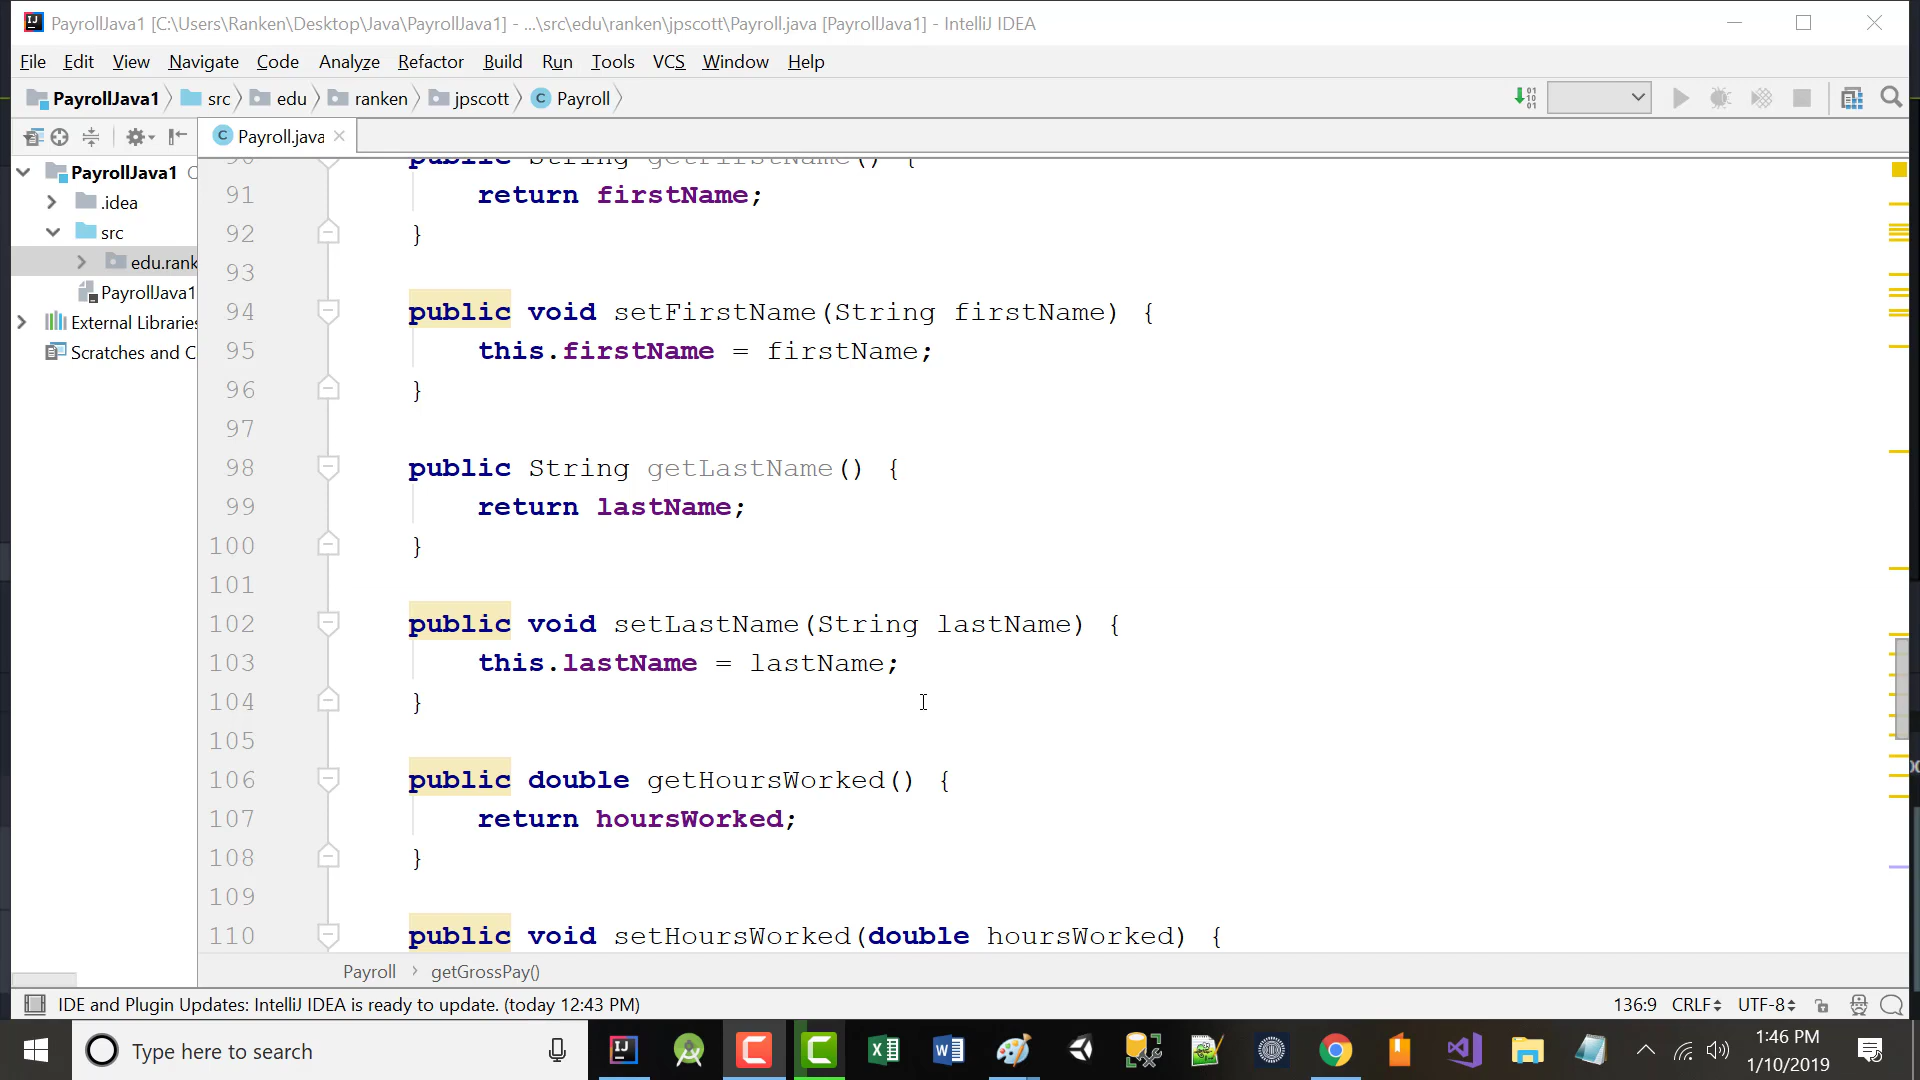 PayrollJava1 [C:\Users\Ranken\Desktop\Java\PayrollJava1] - ...\src\edu\ranken\jpscott\Payroll.java [PayrollJava1] - IntelliJ IDEA
File Edit View Navigate Code Analyze Refactor Build Run Tools VCS Window Help
PayrollJava1 src edu ranken jpscott Payroll
Payroll.java
PayrollJava1
.idea
src
edu.rank
PayrollJava1
External Libraries
Scratches and C
90 public String getFirstName() {
91 return firstName;
92 }
93
94 public void setFirstName(String firstName) {
95 this.firstName = firstName;
96 }
97
98 public String getLastName() {
99 return lastName;
100 }
101
102 public void setLastName(String lastName) {
103 this.lastName = lastName;
104 }
105
106 public double getHoursWorked() {
107 return hoursWorked;
108 }
109
110 public void setHoursWorked(double hoursWorked) {
Payroll › getGrossPay()
IDE and Plugin Updates: IntelliJ IDEA is ready to update. (today 12:43 PM) 136:9 CRLF UTF-8
Type here to search
1:46 PM
1/10/2019